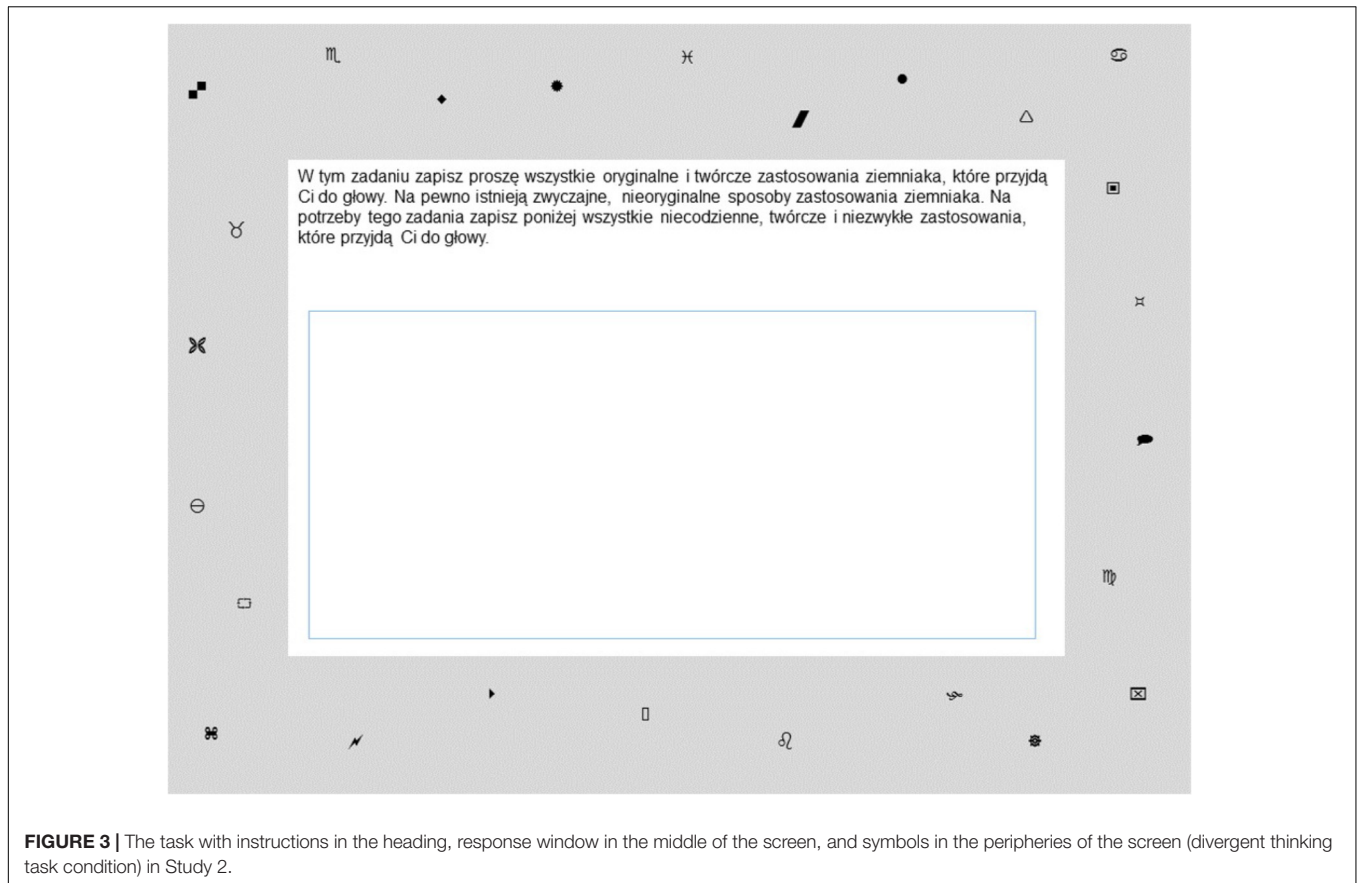 W tym zadaniu zapisz proszę wszystkie oryginalne i twórcze zastosowania ziemniaka, które przyjdą
Ci do głowy. Na pewno istnieją zwyczajne, nieoryginalne sposoby zastosowania ziemniaka. Na
potrzeby tego zadania zapisz poniżej wszystkie niecodzienne, twórcze i niezwykłe zastosowania,
które przyjdą Ci do głowy.
FIGURE 3 | The task with instructions in the heading, response window in the middle of the screen, and symbols in the peripheries of the screen (divergent thinking
task condition) in Study 2.